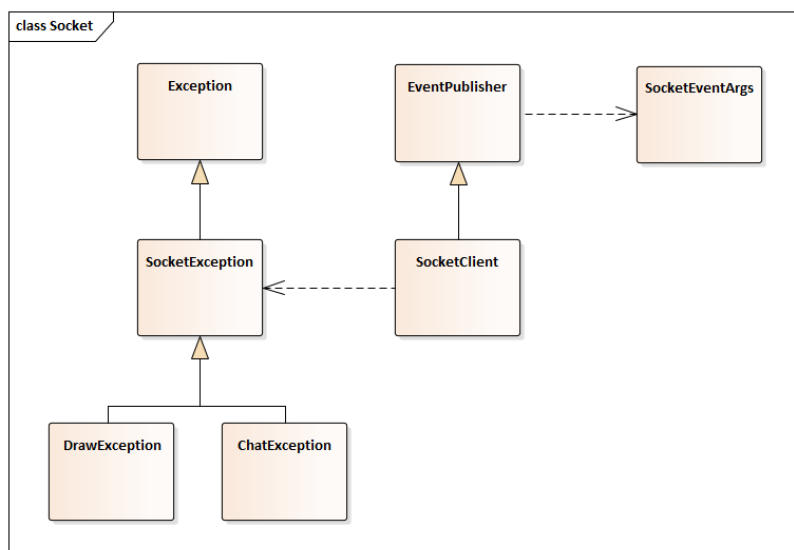 class Socket
Exception
EventPublisher
SocketEventArgs
SocketException
SocketClient
DrawException
ChatException